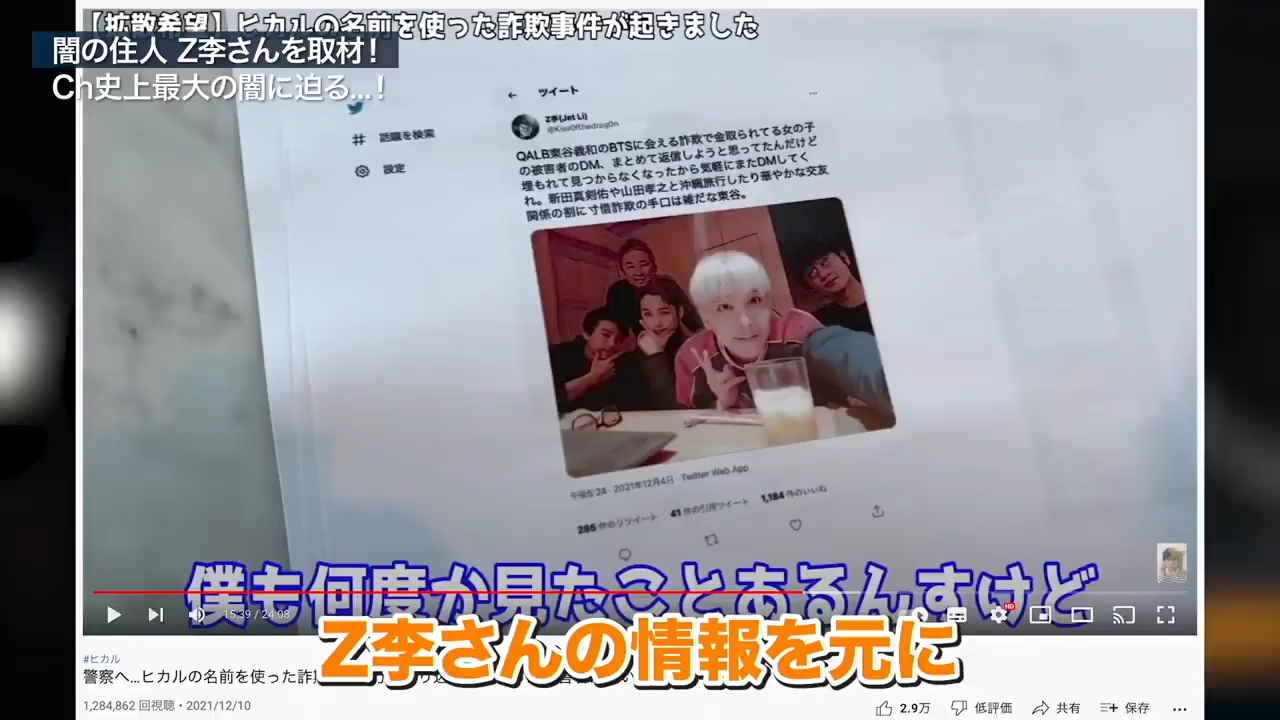 【拡散希望】ヒカルの名前を使った詐欺事件が起きました
闇の住人 Z李さんを取材！
Ch史上最大の闇に迫る...！
← ツイート ...
# 話題を検索
設定
Z李(Jet Li)
@Kiss0fthedrag0n
QALB東谷義和のBTSに会える詐欺で金取られてる女の子
の被害者のDM、まとめて返信しようと思ってたんだけど
埋もれて見つからなくなったから気軽にまたDMしてく
れ。新田真剣佑や山田孝之と沖縄旅行したり華やかな交友
関係の割に寸借詐欺の手口は雑だな東谷。
午後5:24 · 2021年12月4日 · Twitter Web App
285 件のリツイート 41 件の引用ツイート 1,184 件のいいね
僕も何度か見たことあるんすけど
15:39 / 24:08
HD
Z李さんの情報を元に
#ヒカル
警察へ...ヒカルの名前を使った詐
1,284,862 回視聴・2021/12/10
2.9万 低評価 共有 保存 ...